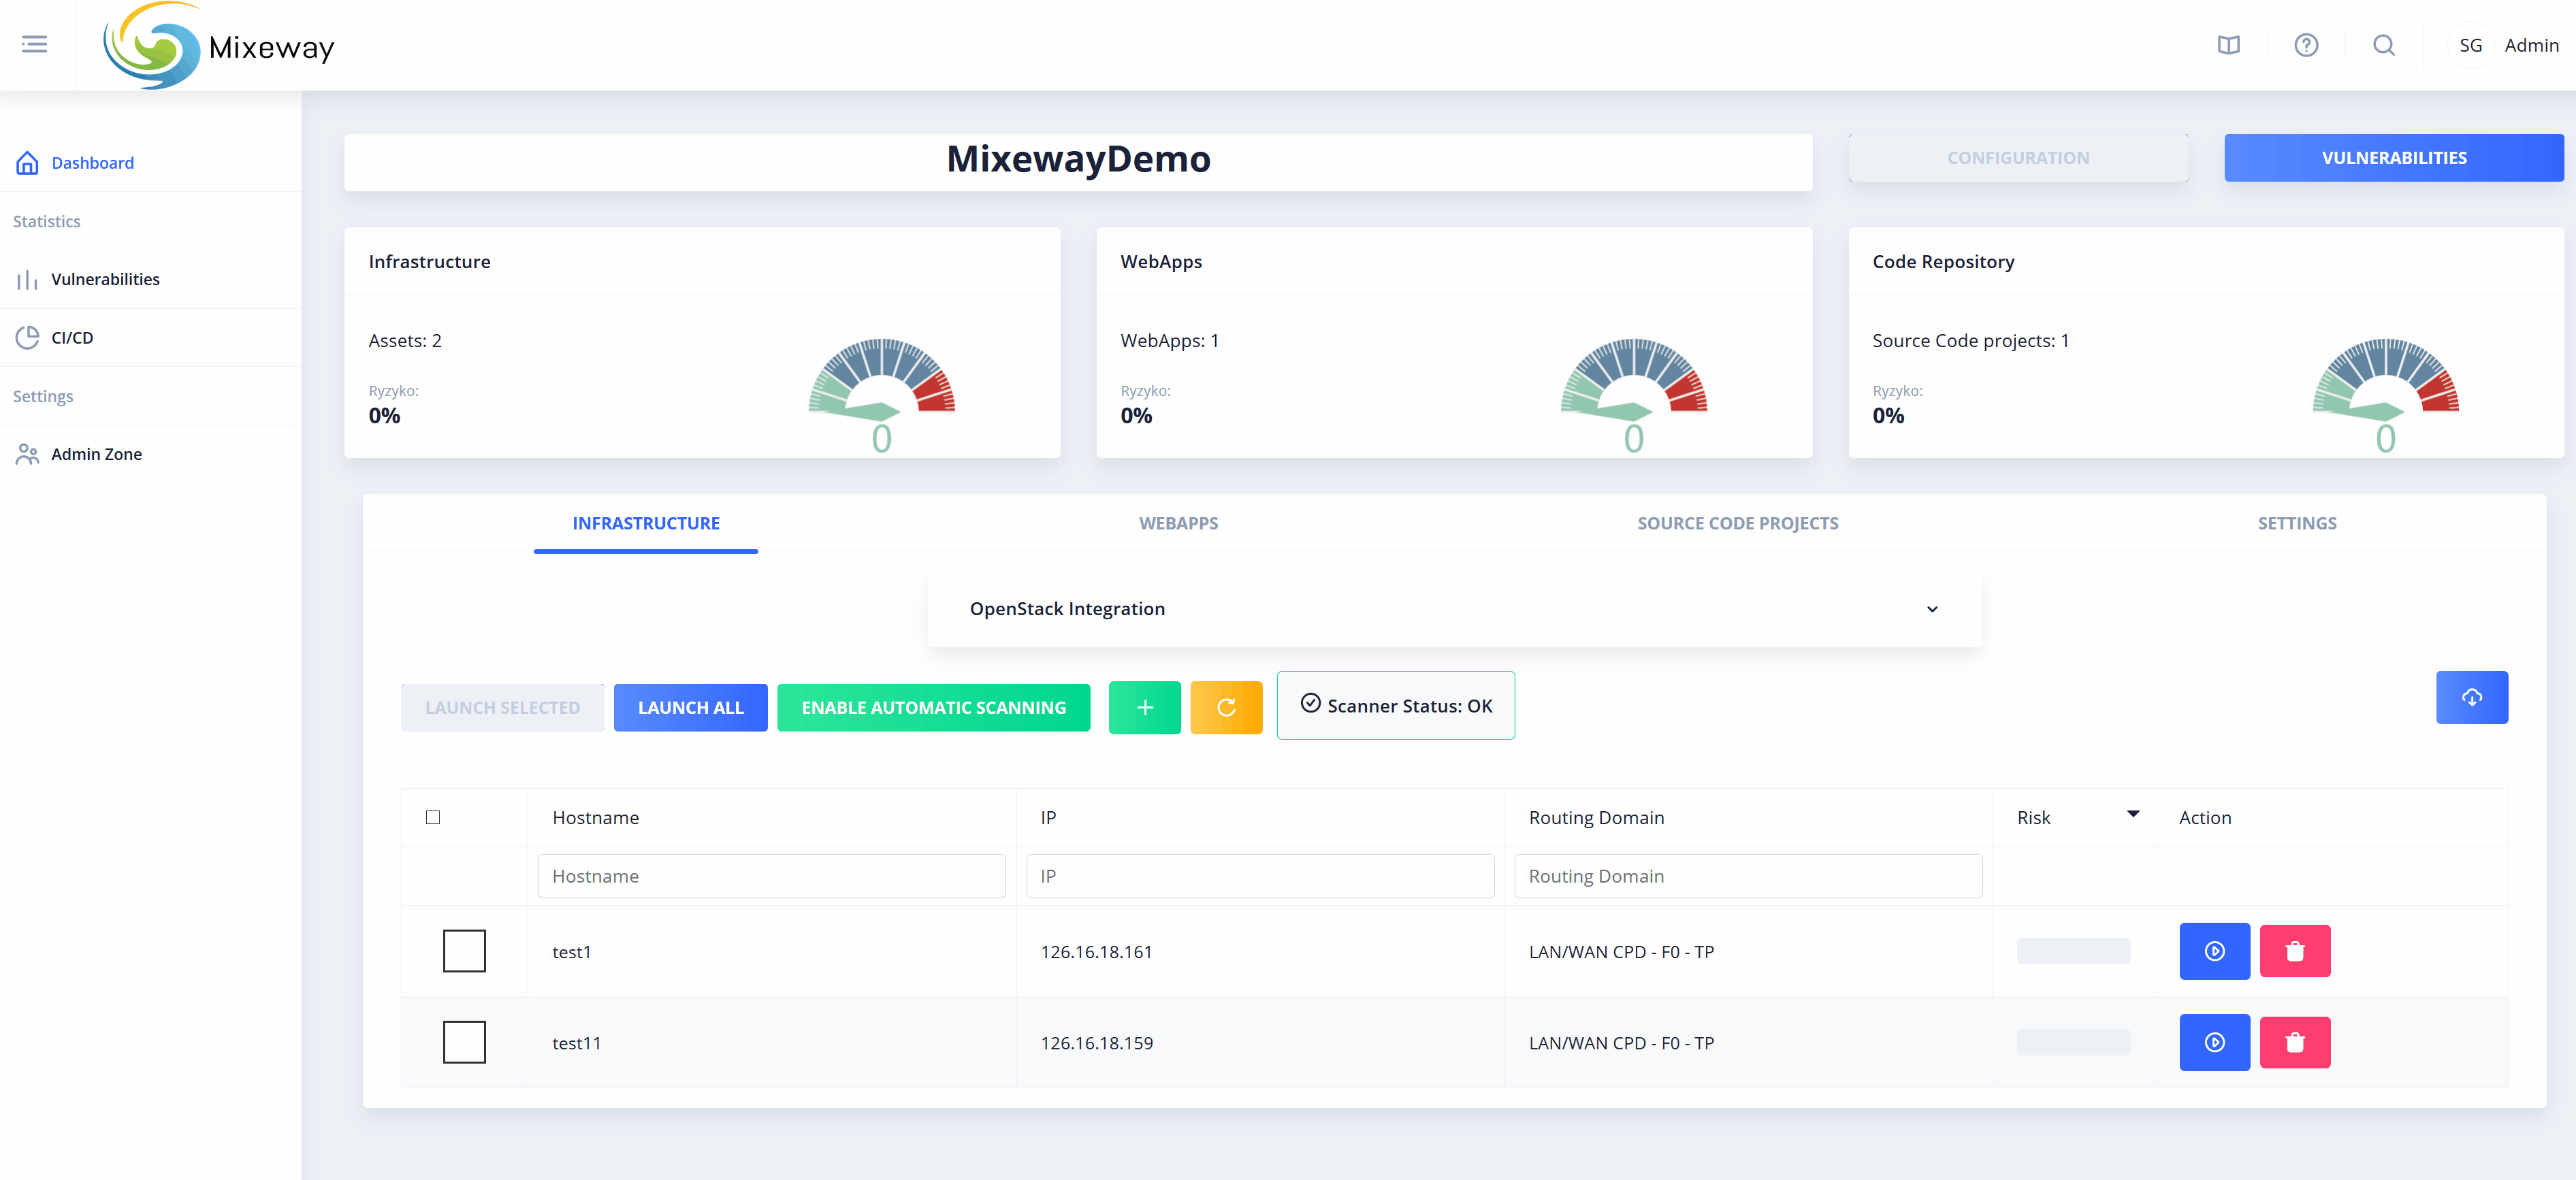 Mixeway
SG Admin
Dashboard
Statistics
Vulnerabilities
CI/CD
Settings
Admin Zone
MixewayDemo
CONFIGURATION
VULNERABILITIES
Infrastructure
Assets: 2
Ryzyko:
0%
0
WebApps
WebApps: 1
Ryzyko:
0%
0
Code Repository
Source Code projects: 1
Ryzyko:
0%
0
INFRASTRUCTURE WEBAPPS SOURCE CODE PROJECTS SETTINGS
OpenStack Integration
LAUNCH SELECTED LAUNCH ALL ENABLE AUTOMATIC SCANNING + Scanner Status: OK
Hostname IP Routing Domain Risk Action
Hostname IP Routing Domain
test1 126.16.18.161 LAN/WAN CPD - F0 - TP
test11 126.16.18.159 LAN/WAN CPD - F0 - TP